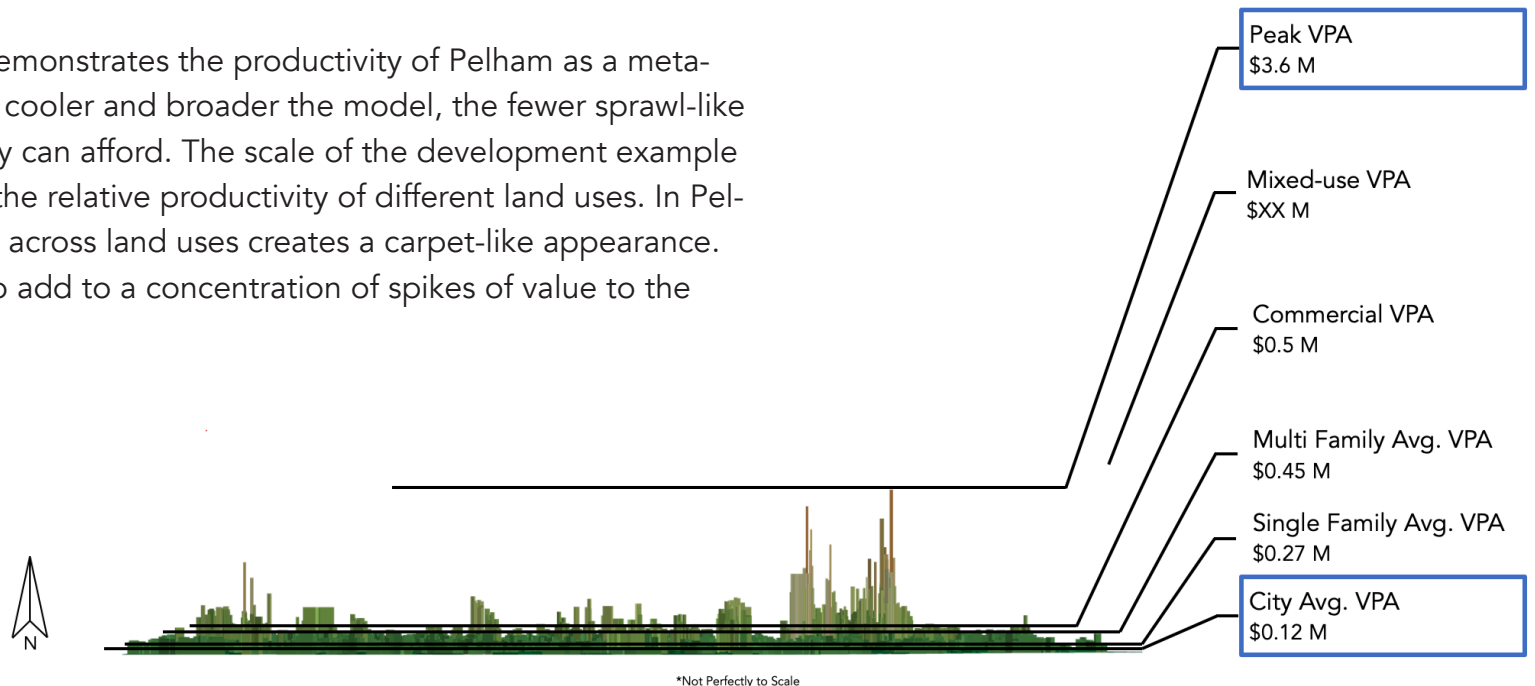 emonstrates the productivity of Pelham as a meta-
cooler and broader the model, the fewer sprawl-like
y can afford. The scale of the development example
the relative productivity of different land uses. In Pel-
across land uses creates a carpet-like appearance.
o add to a concentration of spikes of value to the
Peak VPA
$3.6 M
Mixed-use VPA
$XX M
Commercial VPA
$0.5 M
Multi Family Avg. VPA
$0.45 M
Single Family Avg. VPA
$0.27 M
City Avg. VPA
$0.12 M
N
*Not Perfectly to Scale